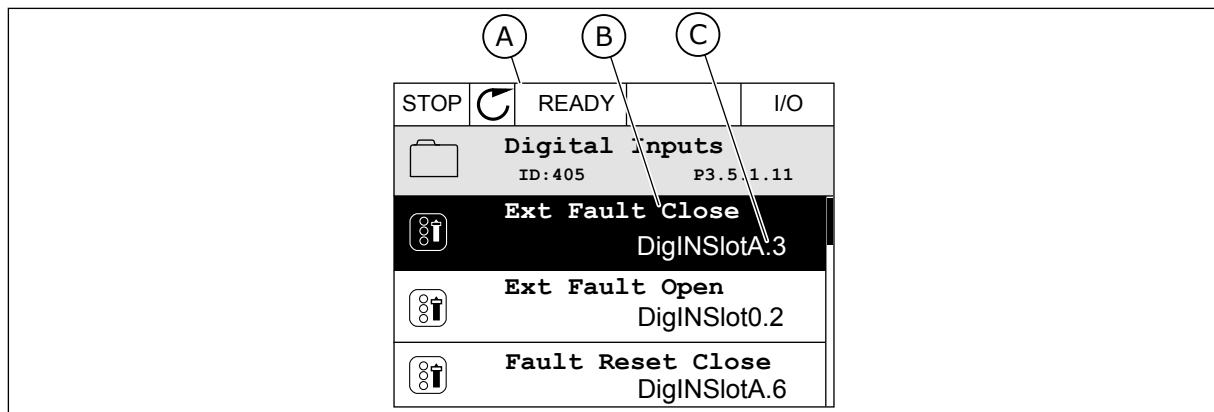 A B C
STOP READY I/O
Digital Inputs
ID:405 P3.5.1.11
Ext Fault Close
DigINSlotA.3
Ext Fault Open
DigINSlot0.2
Fault Reset Close
DigINSlotA.6